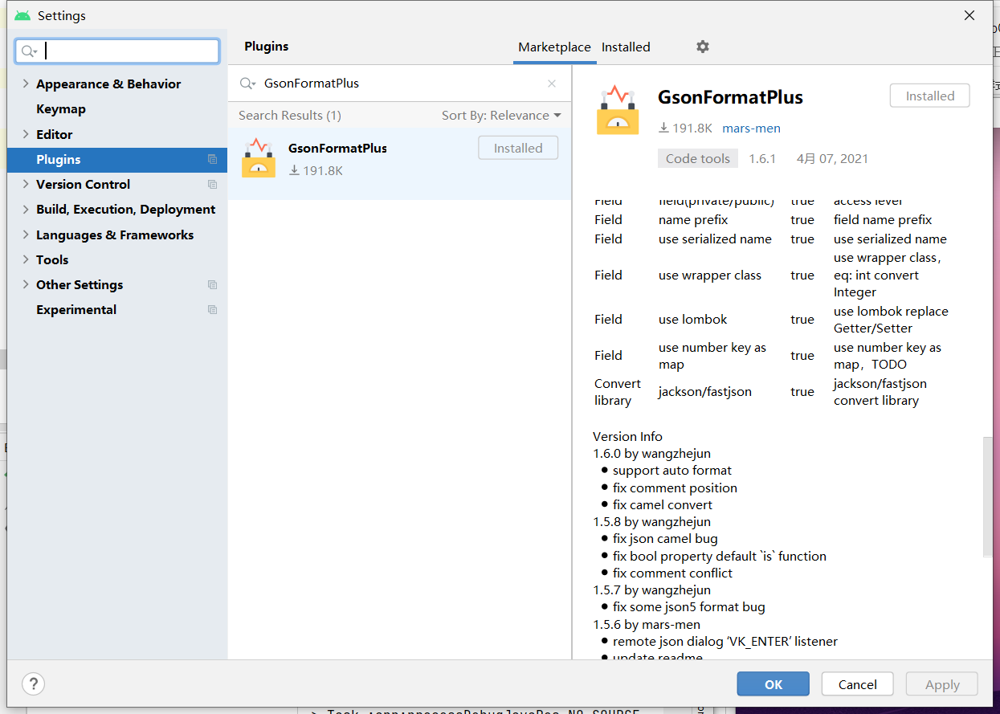 Settings
Appearance & Behavior
Keymap
Editor
Plugins
Version Control
Build, Execution, Deployment
Languages & Frameworks
Tools
Other Settings
Experimental
Plugins
Marketplace
Installed
GsonFormatPlus
Search Results (1)
Sort By: Relevance
GsonFormatPlus
Installed
191.8K
GsonFormatPlus
Installed
191.8K mars-men
Code tools 1.6.1 4月 07, 2021
Field field(private/public) true access level
Field name prefix true field name prefix
Field use serialized name true use serialized name
Field use wrapper class true use wrapper class，
eq: int convert
Integer
Field use lombok true use lombok replace
Getter/Setter
Field use number key as
map true use number key as
map，TODO
Convert
library jackson/fastjson true jackson/fastjson
convert library
Version Info
1.6.0 by wangzhejun
● support auto format
● fix comment position
● fix camel convert
1.5.8 by wangzhejun
● fix json camel bug
● fix bool property default `is` function
● fix comment conflict
1.5.7 by wangzhejun
● fix some json5 format bug
1.5.6 by mars-men
● remote json dialog ‘VK_ENTER’ listener
● update readme
?
OK
Cancel
Apply